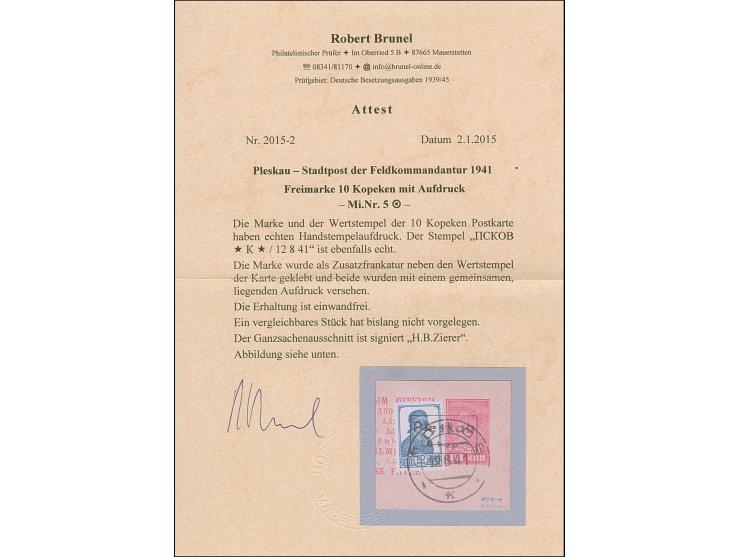 Robert Brunel
Philatelistischer Prüfer ✦ Im Oberried 5 B ✦ 87665 Mauerstetten
☏ 08341/81170 ✦ @ info@brunel-online.de
Prüfgebiet: Deutsche Besetzungsausgaben 1939/45
Attest
Nr. 2015-2 Datum 2.1.2015
Pleskau – Stadtpost der Feldkommandantur 1941
Freimarke 10 Kopeken mit Aufdruck
– Mi.Nr. 5 ⊙ –
Die Marke und der Wertstempel der 10 Kopeken Postkarte
haben echten Handstempelaufdruck. Der Stempel „ПСКОВ
★ К ★ / 12 8 41“ ist ebenfalls echt.
Die Marke wurde als Zusatzfrankatur neben den Wertstempel
der Karte geklebt und beide wurden mit einem gemeinsamen,
liegenden Aufdruck versehen.
Die Erhaltung ist einwandfrei.
Ein vergleichbares Stück hat bislang nicht vorgelegen.
Der Ganzsachenausschnitt ist signiert „H.B.Zierer“.
Abbildung siehe unten.
ЫМ ОТВЕТОМ
Pleskau